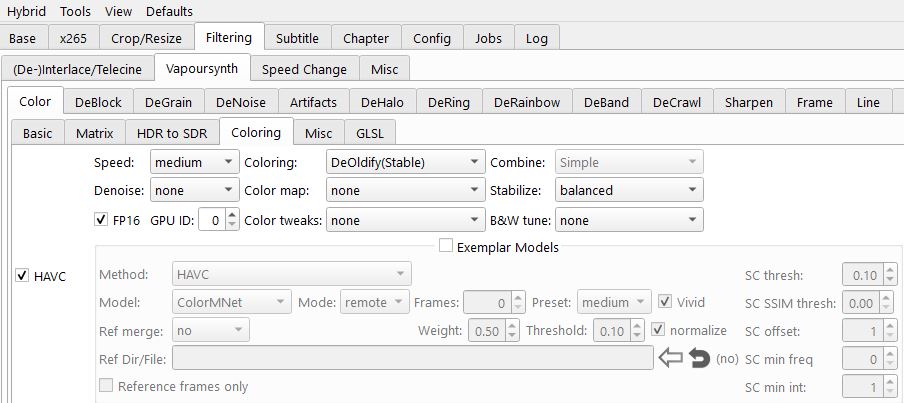 Hybrid Tools View Defaults
Base x265 Crop/Resize Filtering Subtitle Chapter Config Jobs Log
(De-)Interlace/Telecine Vapoursynth Speed Change Misc
Color DeBlock DeGrain DeNoise Artifacts DeHalo DeRing DeRainbow DeBand DeCrawl Sharpen Frame Line
Basic Matrix HDR to SDR Coloring Misc GLSL
Speed: medium Coloring: DeOldify(Stable) Combine: Simple
Denoise: none Color map: none Stabilize: balanced
FP16 GPU ID: 0 Color tweaks: none B&W tune: none
Exemplar Models
HAVC Method: HAVC SC thresh: 0.10
Model: ColorMNet Mode: remote Frames: 0 Preset: medium Vivid SC SSIM thresh: 0.00
Ref merge: no Weight: 0.50 Threshold: 0.10 normalize SC offset: 1
Ref Dir/File: (no) SC min freq 0
Reference frames only SC min int: 1